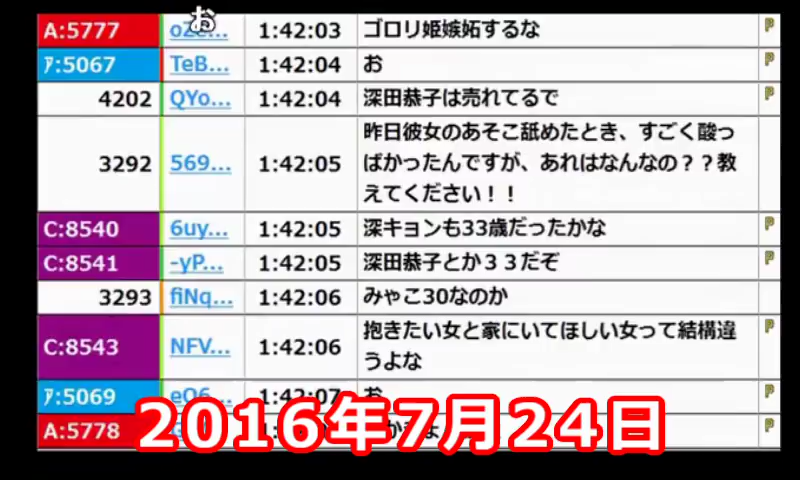 お
A:5777 1:42:03 ゴロリ姫嫉妬するな P
ｱ:5067 TeB... 1:42:04 お P
4202 QYo... 1:42:04 深田恭子は売れてるで P
昨日彼女のあそこ舐めたとき、すごく酸っ
3292 569... 1:42:05 ばかったんですが、あれはなんなの？？教
えてください！！
C:8540 6uy... 1:42:05 深キョンも33歳だったかな P
C:8541 -yP... 1:42:05 深田恭子とか３３だぞ P
3293 fiNq... 1:42:06 みゃこ30なのか
抱きたい女と家にいてほしい女って結構違 P
C:8543 NFV... 1:42:06
うよな
ｱ:5069 eO6... 1:42:07 お P
A:5778 P
2016年7月24日